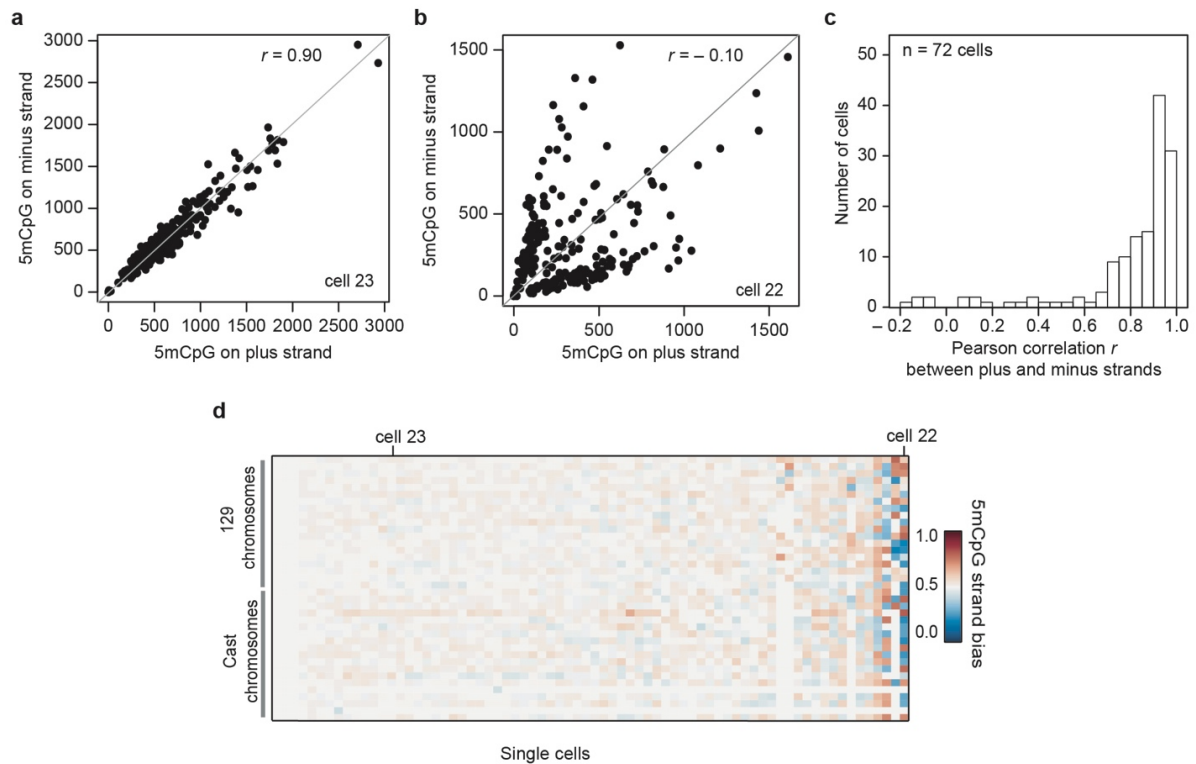 a
3000
2500
2000
1500
1000
500
0
5mCpG on minus strand
r = 0.90
cell 23
0 500 1000 1500 2000 2500 3000
5mCpG on plus strand
b
1500
1000
500
0
5mCpG on minus strand
r = – 0.10
cell 22
0 500 1000 1500
5mCpG on plus strand
c
n = 72 cells
50
40
30
20
10
0
Number of cells
– 0.2 0.0 0.2 0.4 0.6 0.8 1.0
Pearson correlation r
between plus and minus strands
d
cell 23 cell 22
129
chromosomes
Cast
chromosomes
1.0
0.5
0.0
5mCpG strand bias
Single cells